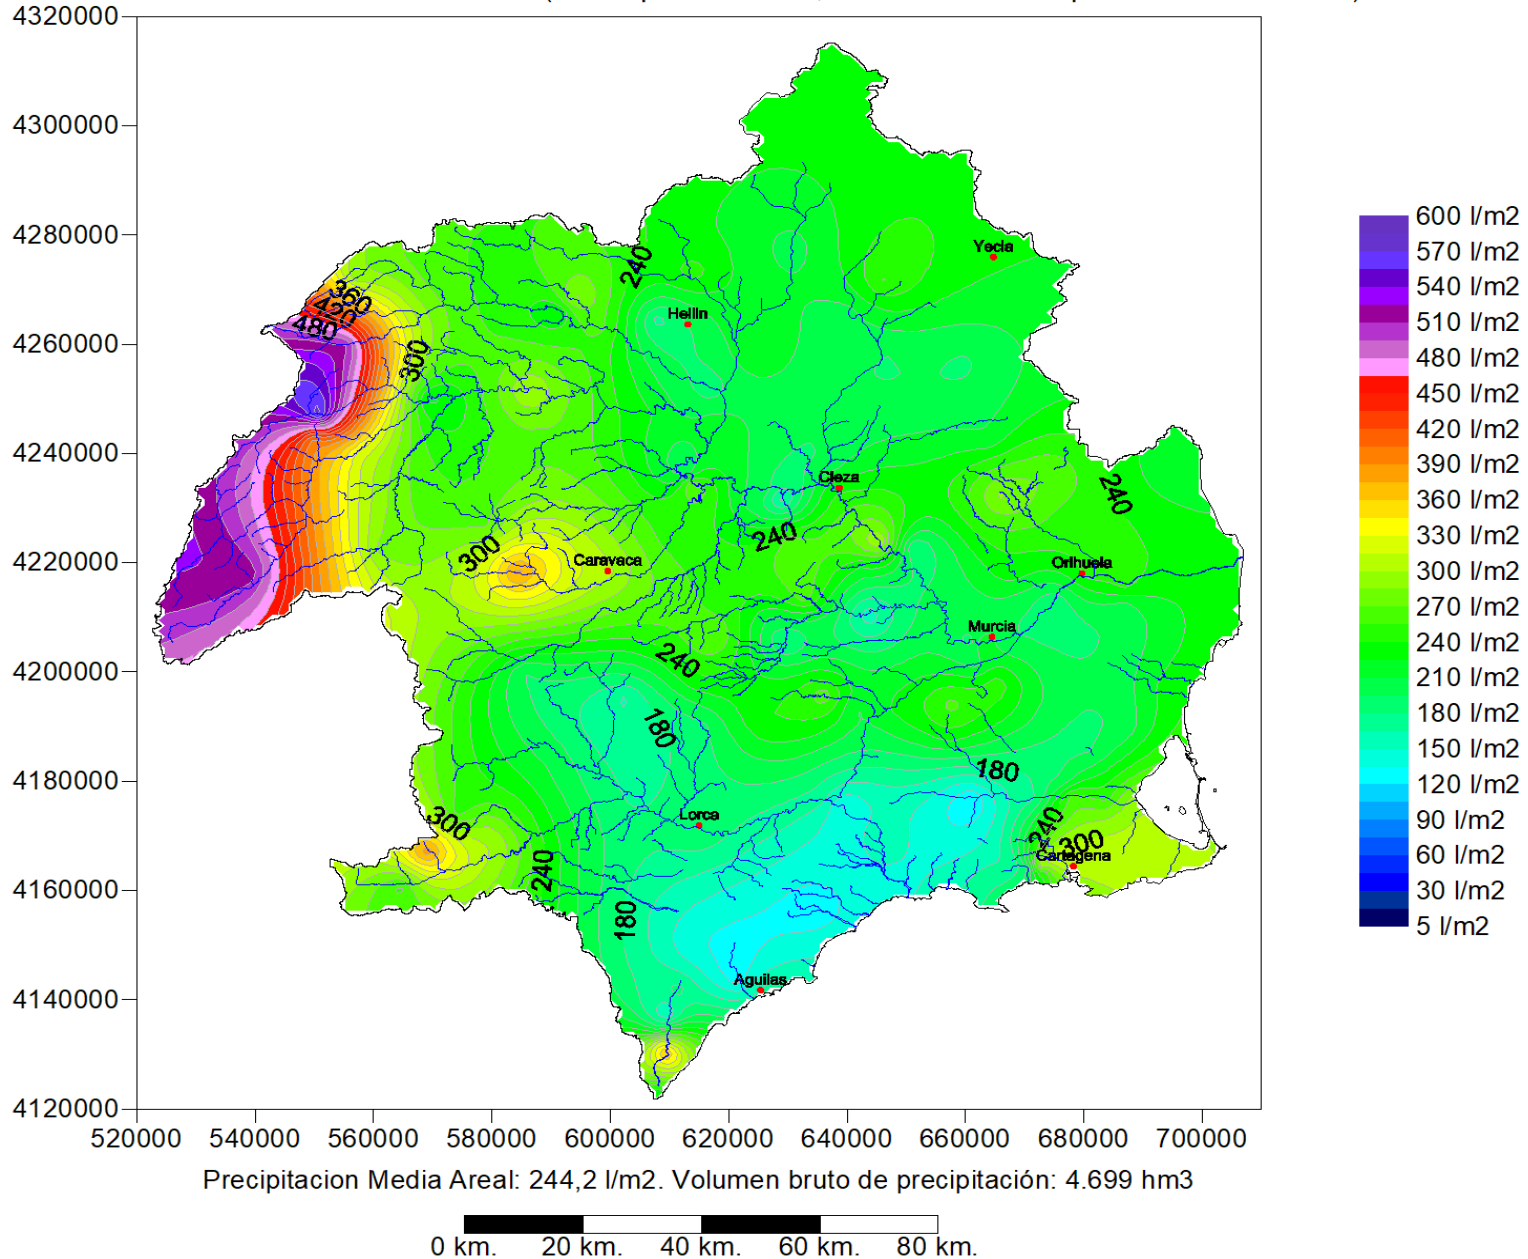 4320000
4300000
4280000
4260000
4240000
4220000
4200000
4180000
4160000
4140000
4120000
520000 540000 560000 580000 600000 620000 640000 660000 680000 700000
240
Yecla
360
420
480
Hellin
300
Cieza
240
240
300
Caravaca
Orihuela
Murcia
240
180
180
300
Lorca
240
300
Cartagena
240
180
Aguilas
600 l/m2
570 l/m2
540 l/m2
510 l/m2
480 l/m2
450 l/m2
420 l/m2
390 l/m2
360 l/m2
330 l/m2
300 l/m2
270 l/m2
240 l/m2
210 l/m2
180 l/m2
150 l/m2
120 l/m2
90 l/m2
60 l/m2
30 l/m2
5 l/m2
Precipitacion Media Areal: 244,2 l/m2. Volumen bruto de precipitación: 4.699 hm3
0 km. 20 km. 40 km. 60 km. 80 km.